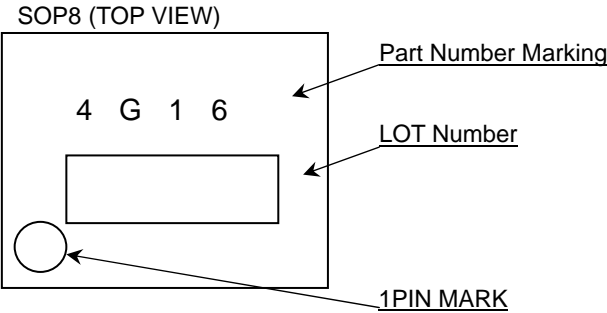 SOP8 (TOP VIEW)
Part Number Marking
4 G 1 6
LOT Number
1PIN MARK